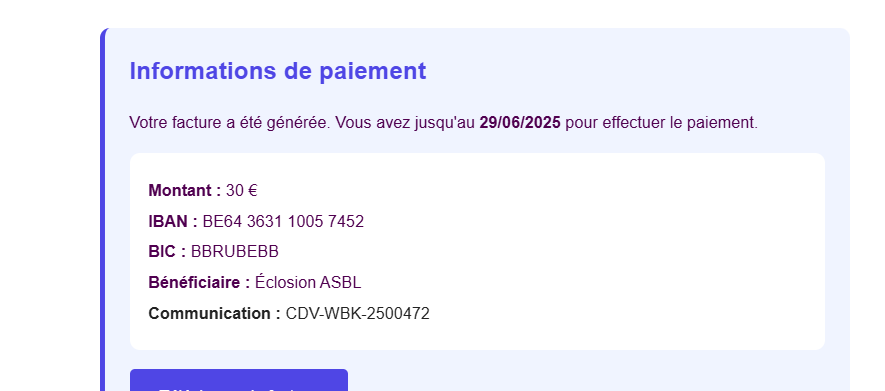 Informations de paiement
Votre facture a été générée. Vous avez jusqu'au 29/06/2025 pour effectuer le paiement.
Montant : 30 €
IBAN : BE64 3631 1005 7452
BIC : BBRUBEBB
Bénéficiaire : Éclosion ASBL
Communication : CDV-WBK-2500472